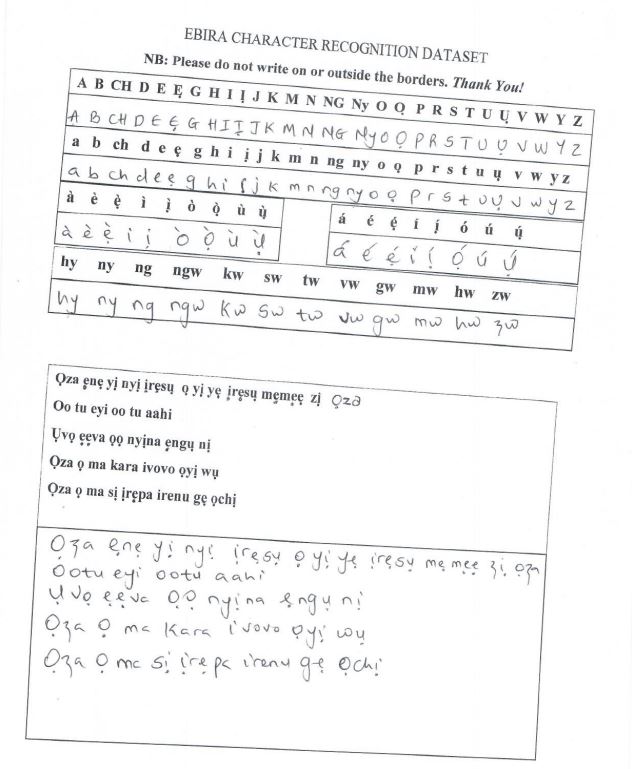 EBIRA CHARACTER RECOGNITION DATASET
NB: Please do not write on or outside the borders. Thank You!
A B CH D E Ẹ G H I Ị J K M N NG Ny O Ọ P R S T U Ụ V W Y Z
A B CH D E Ẹ G H I Ị J K M N NG Ny O Ọ P R S T U Ụ V W Y Z
a b ch d e ẹ g h i ị j k m n ng ny o ọ p r s t u ụ v w y z
a b ch d e ẹ g h i ị j k m n ng ny o ọ p r s t u ụ v w y z
à è ẹ̀ ì ị̀ ò ọ̀ ù ụ̀
à è ẹ̀ ì ị̀ ò ọ̀ ù ụ̀
á é ẹ́ í ị́ ó ú ụ́
á é ẹ́ í ị́ ọ́ ú ụ́
hy ny ng ngw kw sw tw vw gw mw hw zw
hy ny ng ngw kw sw tw vw gw mw hw zw
Ọza ẹnẹ yị nyị ịrẹsụ ọ yị yẹ ịrẹsụ mẹmẹẹ zị ọza
Oo tu eyi oo tu aahi
Ụvọ ẹẹva ọọ nyịna ẹngụ nị
Ọza ọ ma kara ivovo ọyị wụ
Ọza ọ ma sị ịrẹpa irenu gẹ ọchị
Ọza ẹnẹ yị nyị ịrẹsụ ọ yị yẹ ịrẹsụ mẹ mẹẹ zị ọza
Ootu eyi ootu aahi
Ụvọ ẹẹva ọọ nyịna ẹngụ nị
Ọza ọ ma kara ivovo ọyị wụ
Ọza ọ ma sị ịrẹpa irenu gẹ ọchị